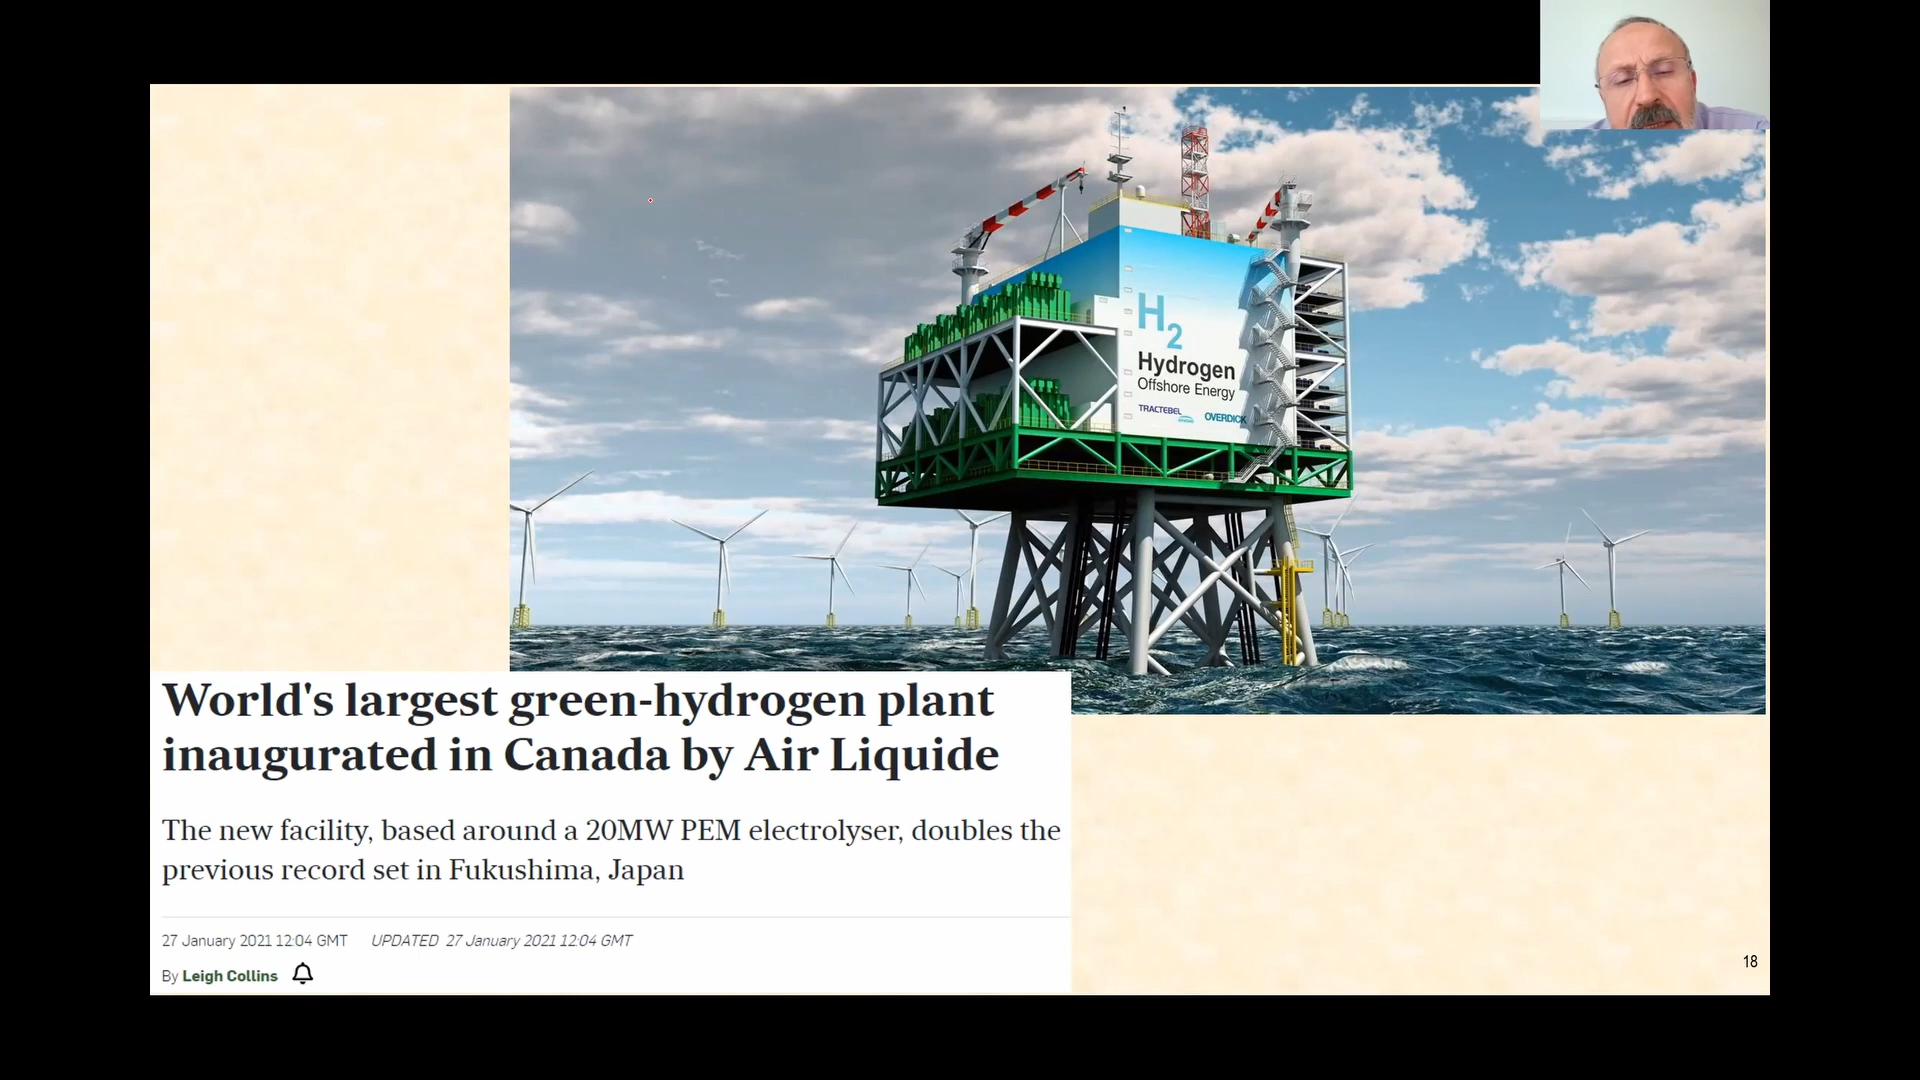 H2
Hydrogen
Offshore Energy
TRACTEBEL
OVERDICK
World's largest green-hydrogen plant
inaugurated in Canada by Air Liquide
The new facility, based around a 20MW PEM electrolyser, doubles the
previous record set in Fukushima, Japan
27 January 2021 12:04 GMT UPDATED 27 January 2021 12:04 GMT
By Leigh Collins
18